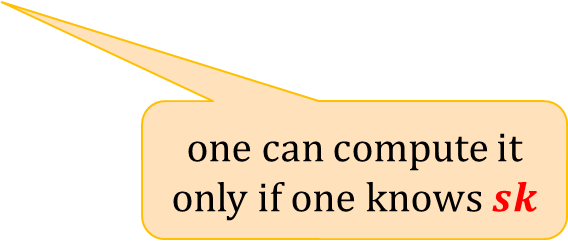 one can compute it
only if one knows sk